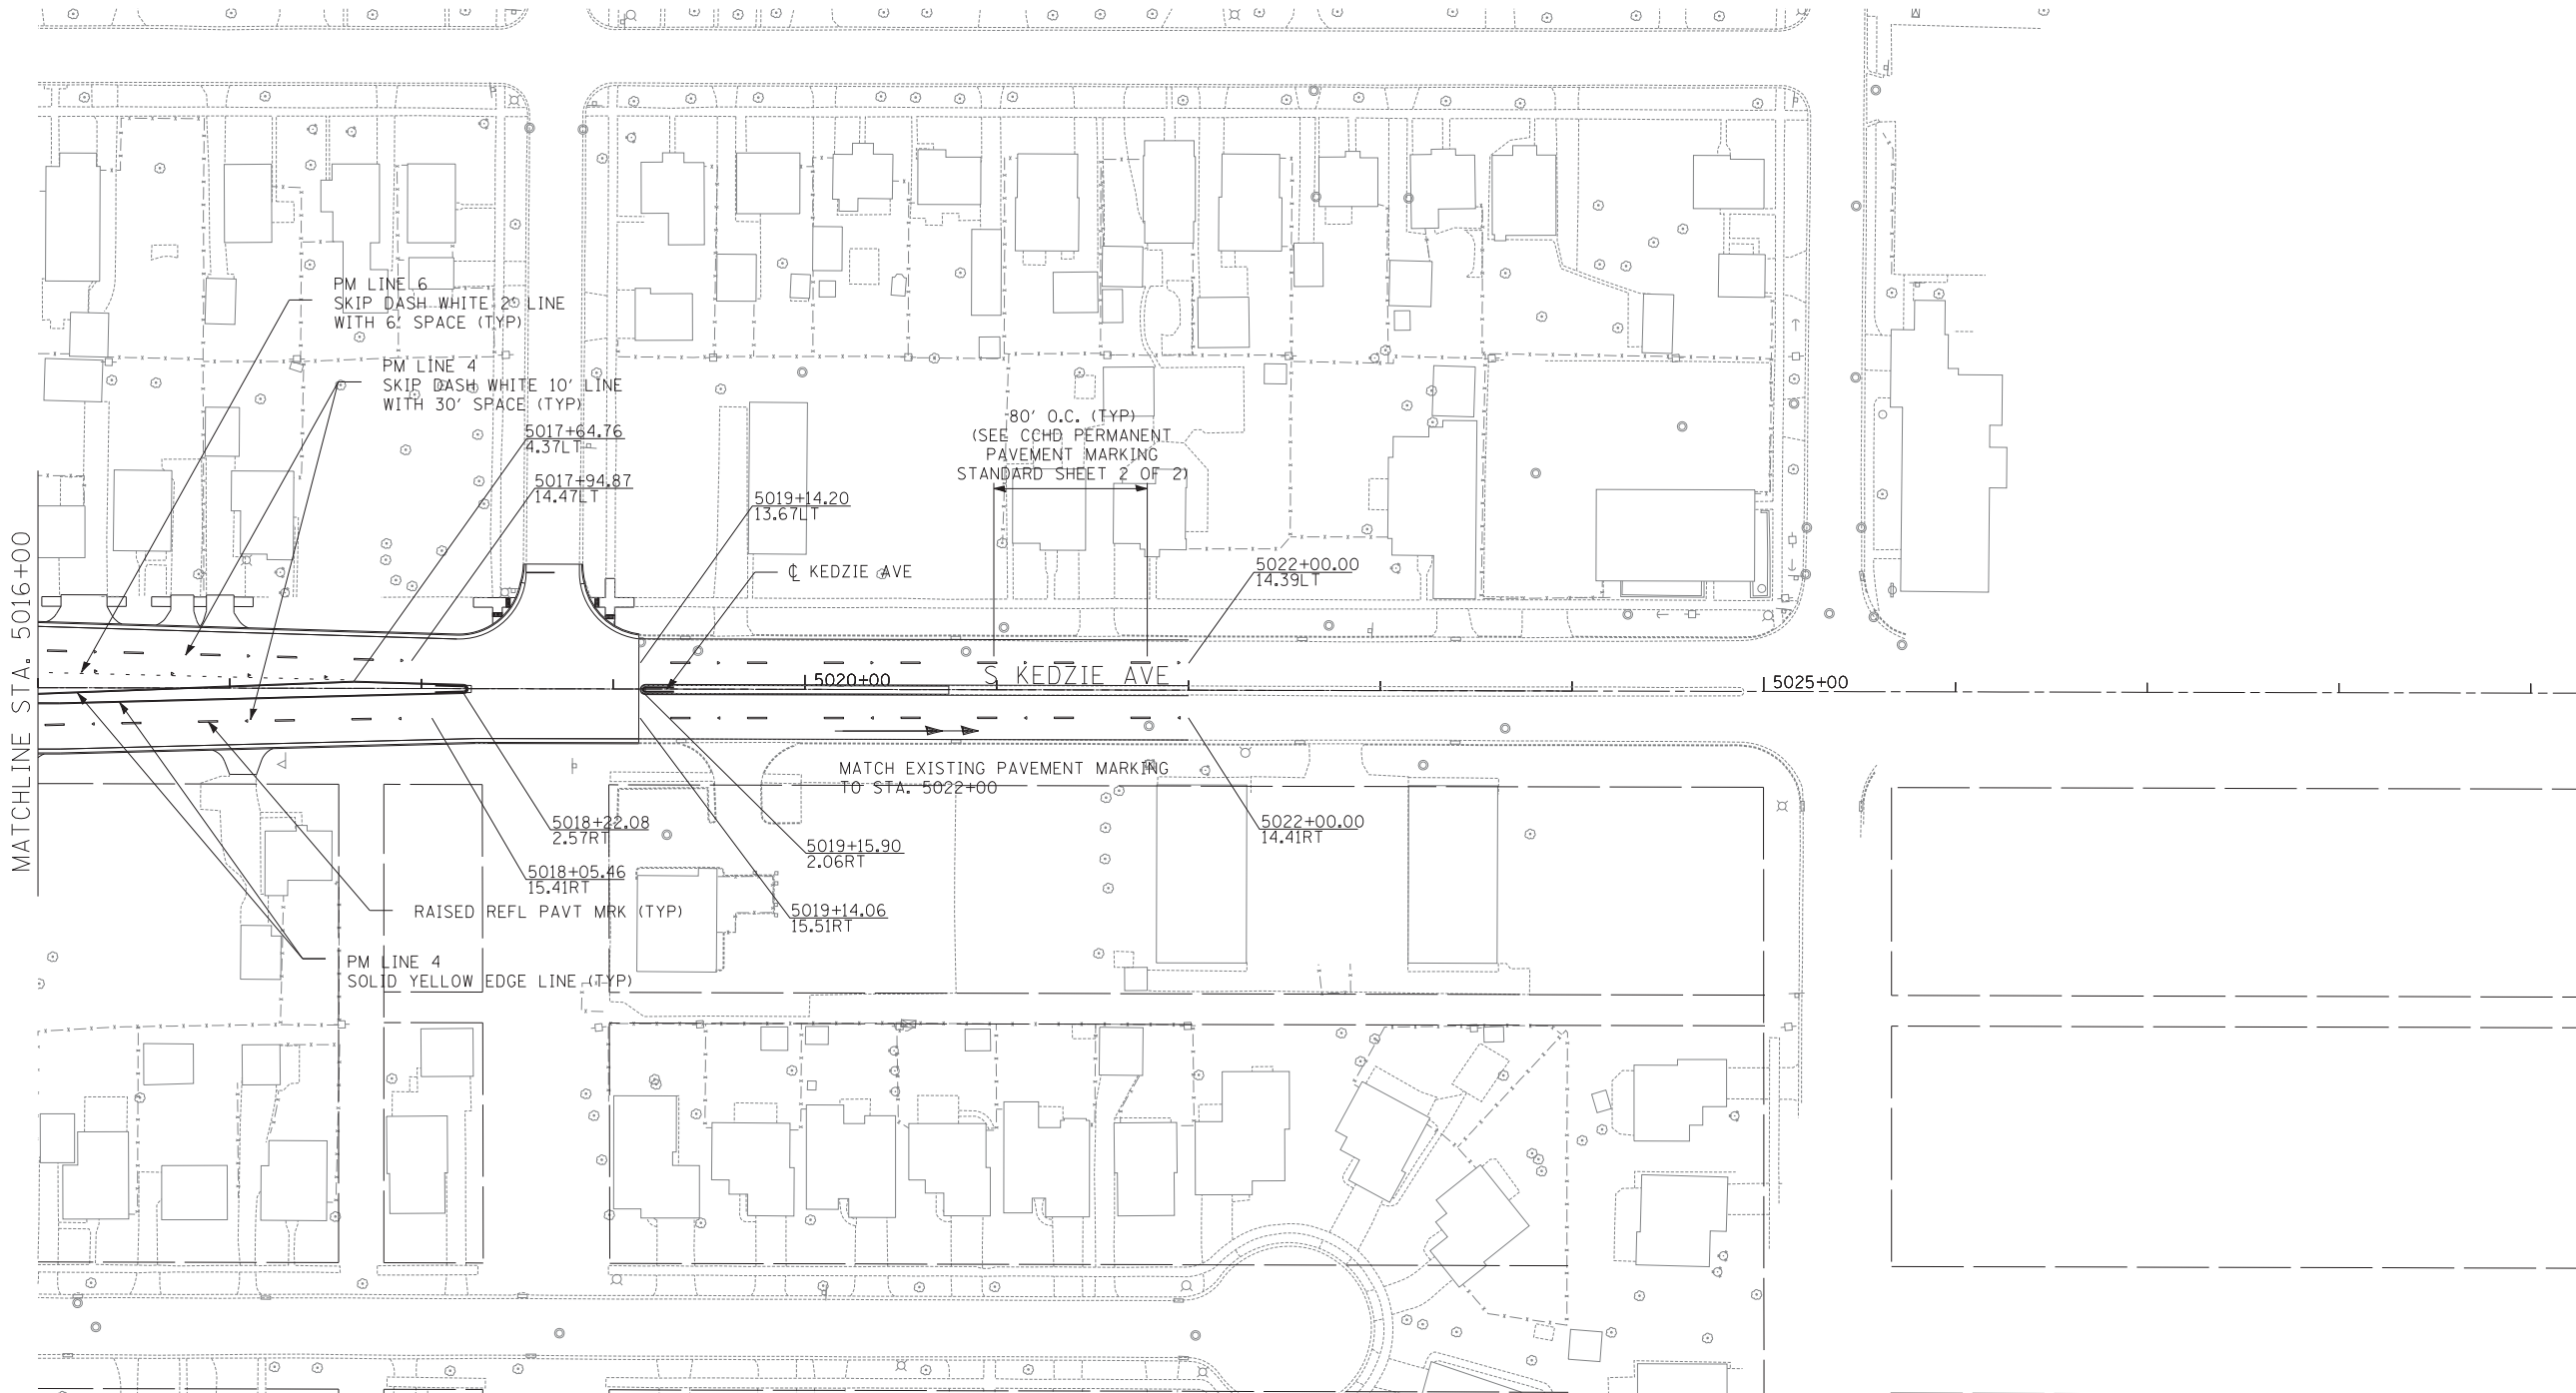 PM LINE 6
SKIP DASH WHITE 2' LINE
WITH 6' SPACE (TYP)
PM LINE 4
SKIP DASH WHITE 10' LINE
WITH 30' SPACE (TYP)
5017+64.76
4.37LT
5017+94.87
14.47LT
5019+14.20
13.67LT
80' O.C. (TYP)
(SEE CCHD PERMANENT
PAVEMENT MARKING
STANDARD SHEET 2 OF 2)
℄ KEDZIE AVE
5022+00.00
14.39LT
MATCHLINE STA. 5016+00
S KEDZIE AVE
5020+00
5025+00
MATCH EXISTING PAVEMENT MARKING
TO STA. 5022+00
5018+22.08
2.57RT
5019+15.90
2.06RT
5022+00.00
14.41RT
5018+05.46
15.41RT
5019+14.06
15.51RT
RAISED REFL PAVT MRK (TYP)
PM LINE 4
SOLID YELLOW EDGE LINE (TYP)